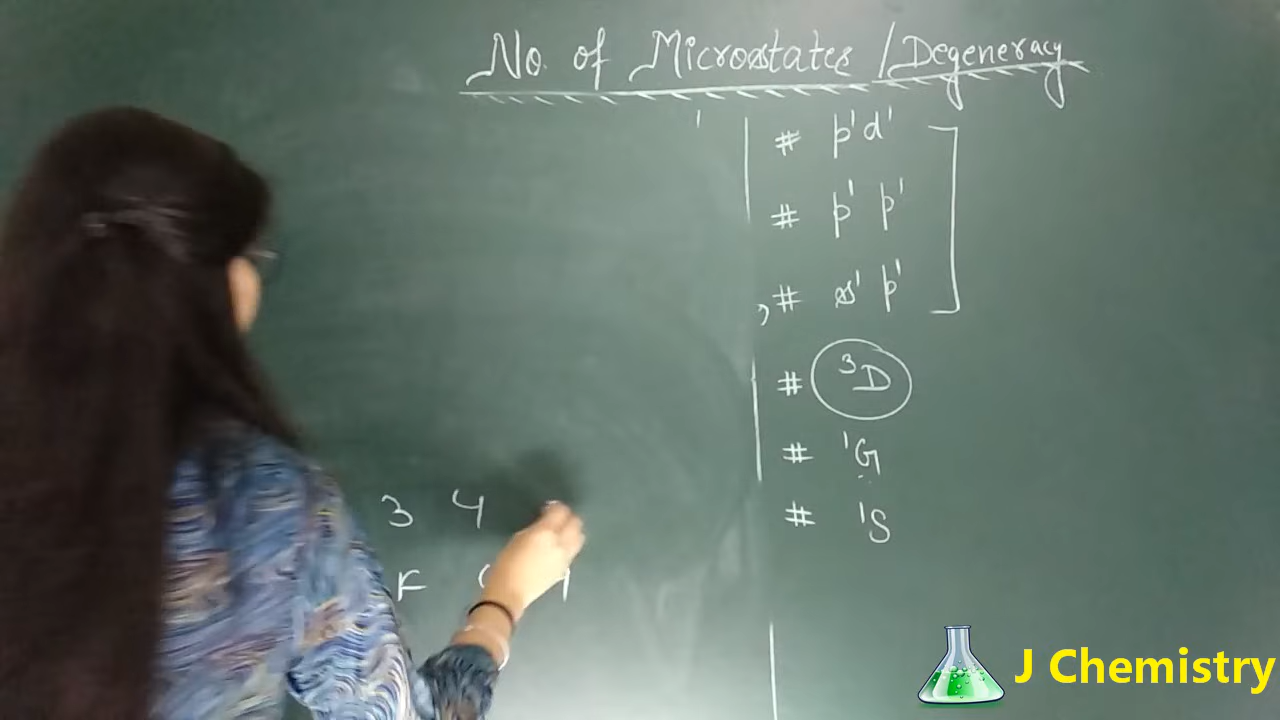 No. of Microstates / Degeneracy
# p¹d¹
# p¹ p¹
# s¹ p¹
# ³D
# ¹G
# ¹S
3 4
F
J Chemistry